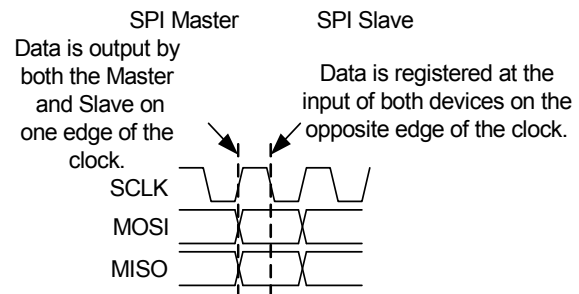 SPI Master
SPI Slave
Data is output by
both the Master
and Slave on
one edge of the
clock.
Data is registered at the
input of both devices on the
opposite edge of the clock.
SCLK
MOSI
MISO